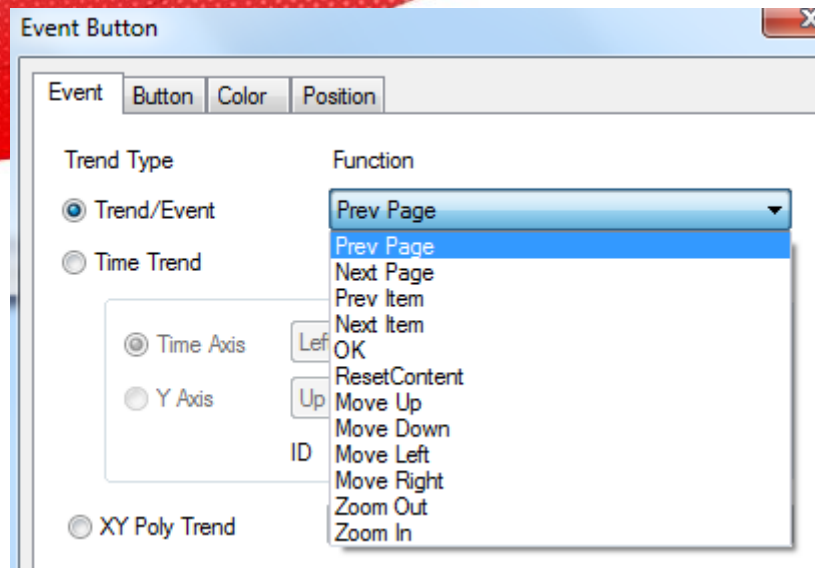 Event Button
Event Button Color Position
Trend Type Function
Trend/Event Prev Page
Prev Page
Time Trend
Next Page
Prev Item
Next Item
Time Axis
OK
ResetContent
Y Axis Up
Move Up
Move Down
ID
Move Left
Move Right
Zoom Out
XY Poly Trend
Zoom In